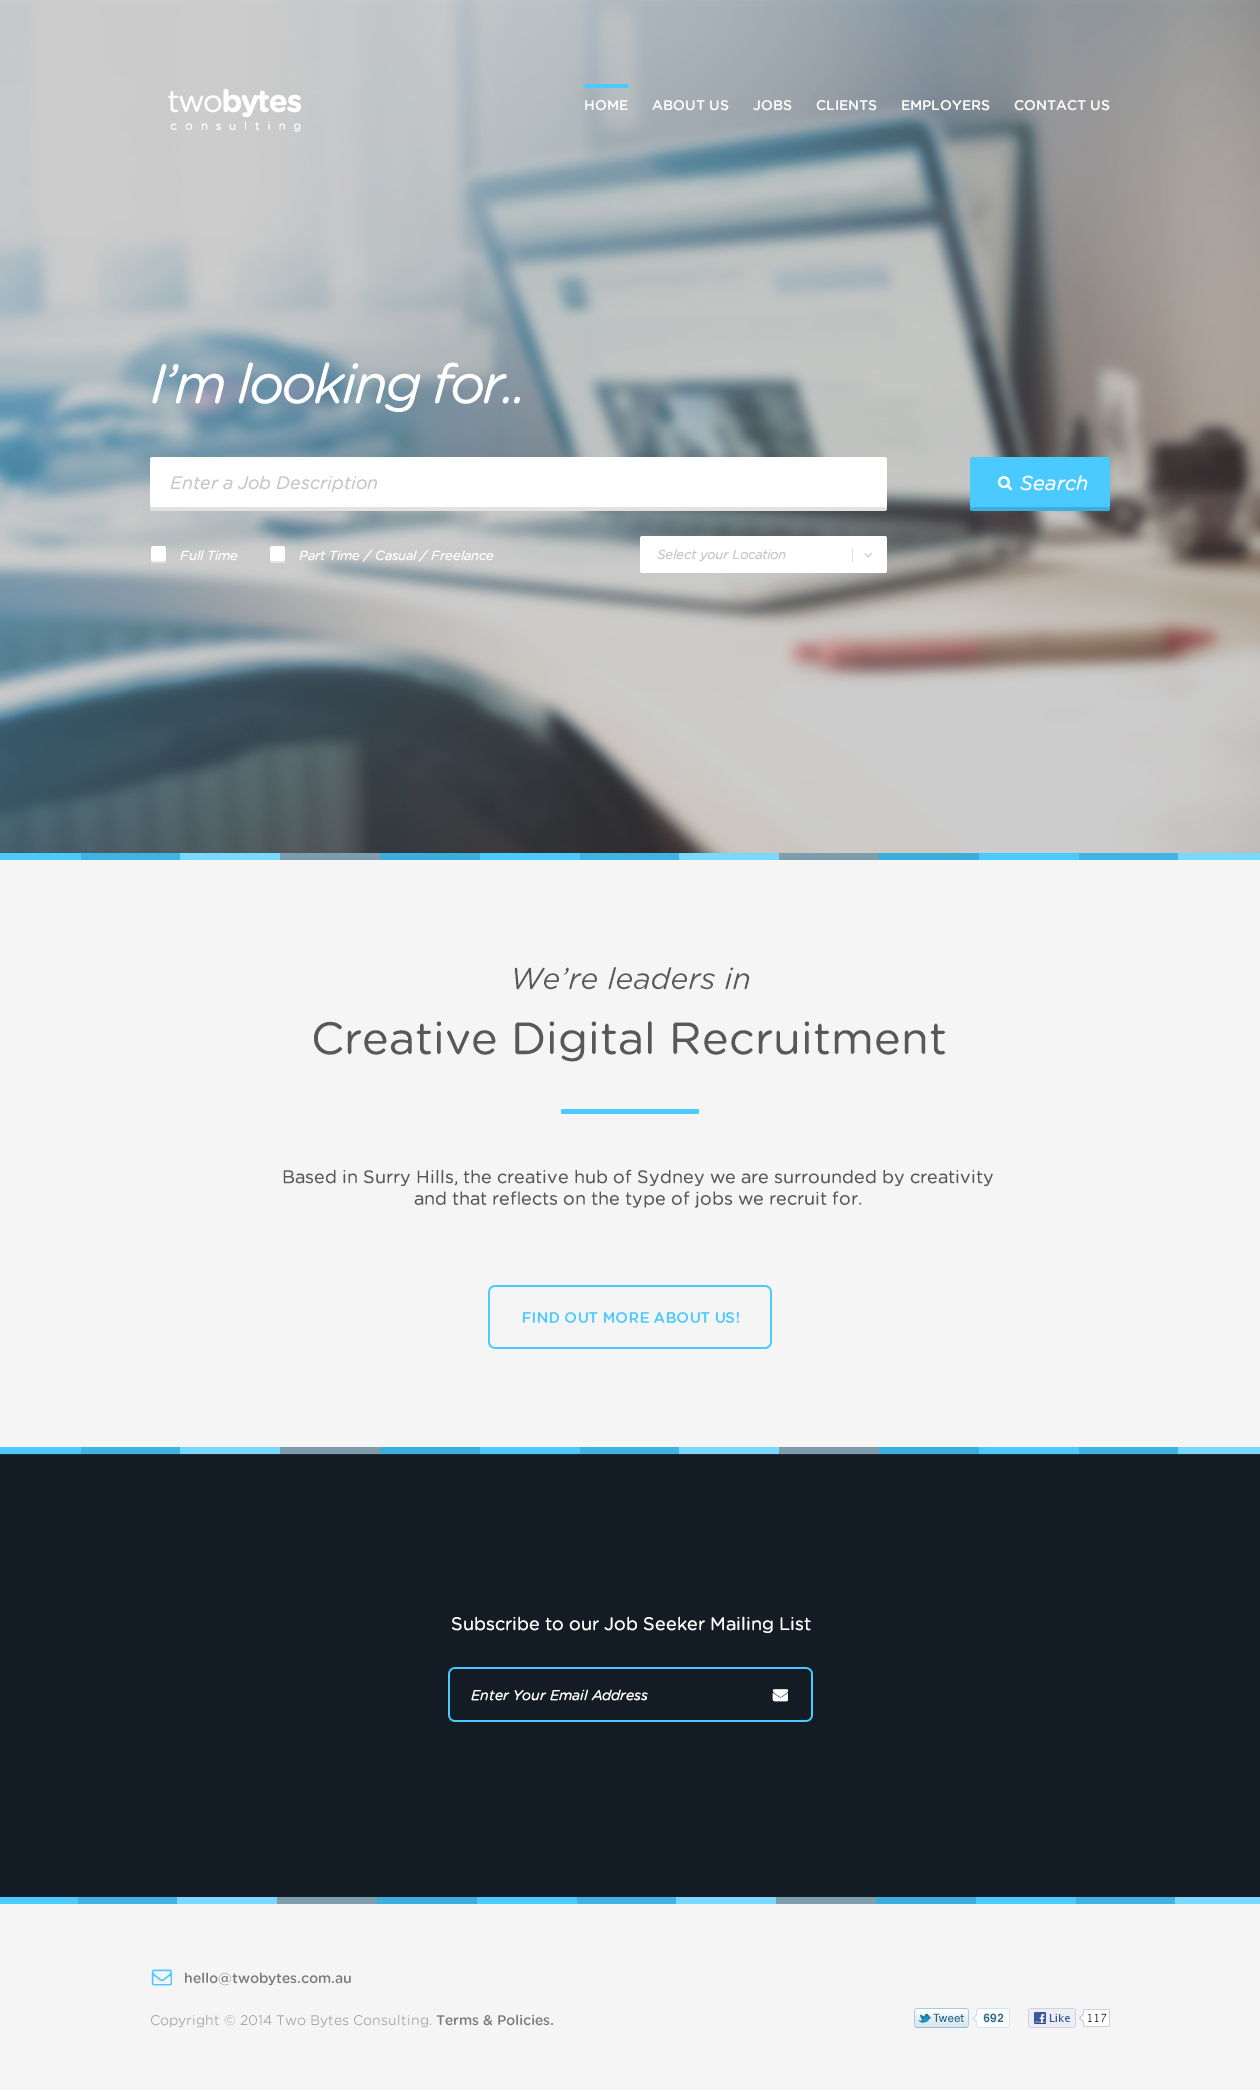 twobytes
consulting
HOME ABOUT US JOBS CLIENTS EMPLOYERS CONTACT US
I'm looking for..
Enter a Job Description
Search
Full Time
Part Time / Casual / Freelance
Select your Location
We're leaders in
Creative Digital Recruitment
Based in Surry Hills, the creative hub of Sydney we are surrounded by creativity
and that reflects on the type of jobs we recruit for.
FIND OUT MORE ABOUT US!
Subscribe to our Job Seeker Mailing List
Enter Your Email Address
hello@twobytes.com.au
Copyright © 2014 Two Bytes Consulting. Terms & Policies.
Tweet 692 Like 117